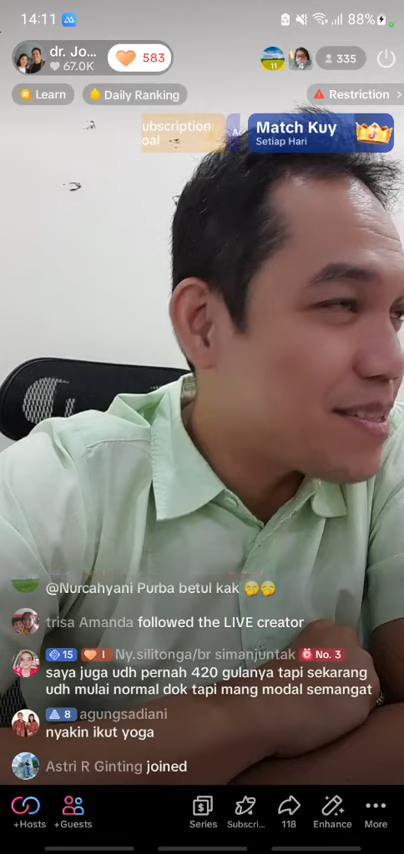 14:11
88%
dr. Jo...
67.0K
583
11
335
Learn
Daily Ranking
Restriction
ubscription
oal
Match Kuy
Setiap Hari
@Nurcahyani Purba betul kak
trisa Amanda followed the LIVE creator
15 I Ny.silitonga/br simanjuntak No. 3
saya juga udh pernah 420 gulanya tapi sekarang
udh mulai normal dok tapi mang modal semangat
8 agungsadiani
nyakin ikut yoga
Astri R Ginting joined
+Hosts
+Guests
Series
Subscri...
118
Enhance
More